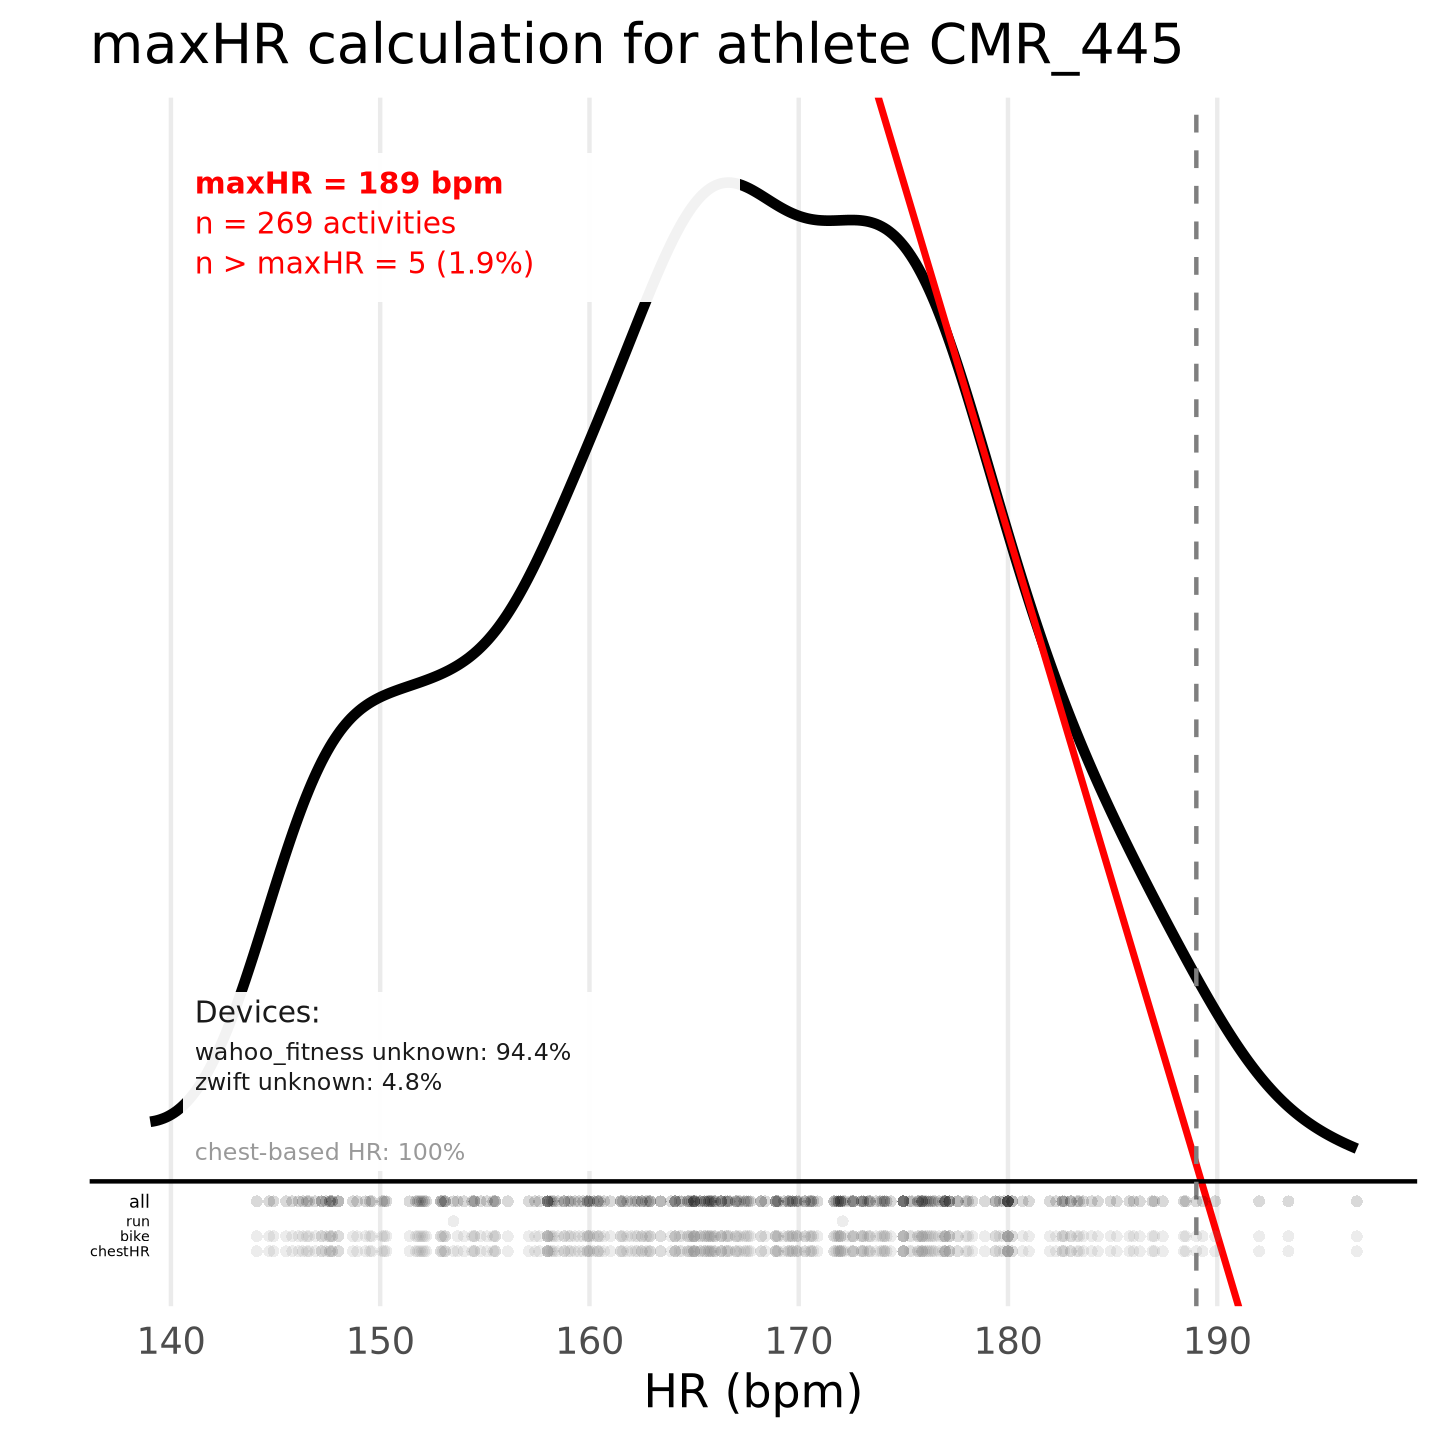 maxHR calculation for athlete CMR_445
maxHR = 189 bpm
n = 269 activities
n > maxHR = 5 (1.9%)
Devices:
wahoo_fitness unknown: 94.4%
zwift unknown: 4.8%
chest-based HR: 100%
all
run
bike
chestHR
140 150 160 170 180 190
HR (bpm)